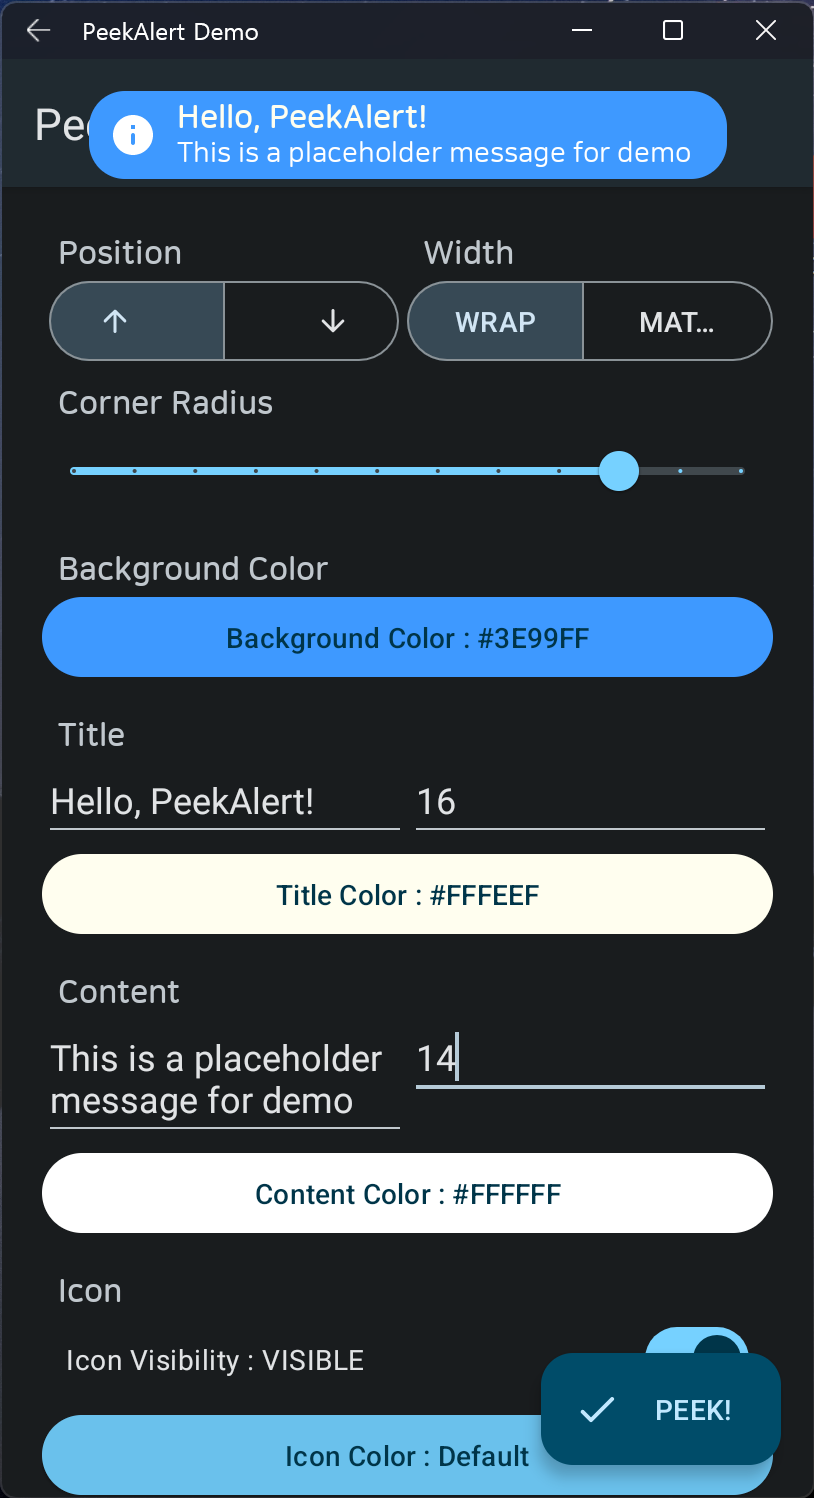 PeekAlert Demo
Hello, PeekAlert!
This is a placeholder message for demo
Position
Width
WRAP
MAT...
Corner Radius
Background Color
Background Color : #3E99FF
Title
Hello, PeekAlert!
16
Title Color : #FFFEEF
Content
This is a placeholder
message for demo
14
Content Color : #FFFFFF
Icon
Icon Visibility : VISIBLE
PEEK!
Icon Color : Default